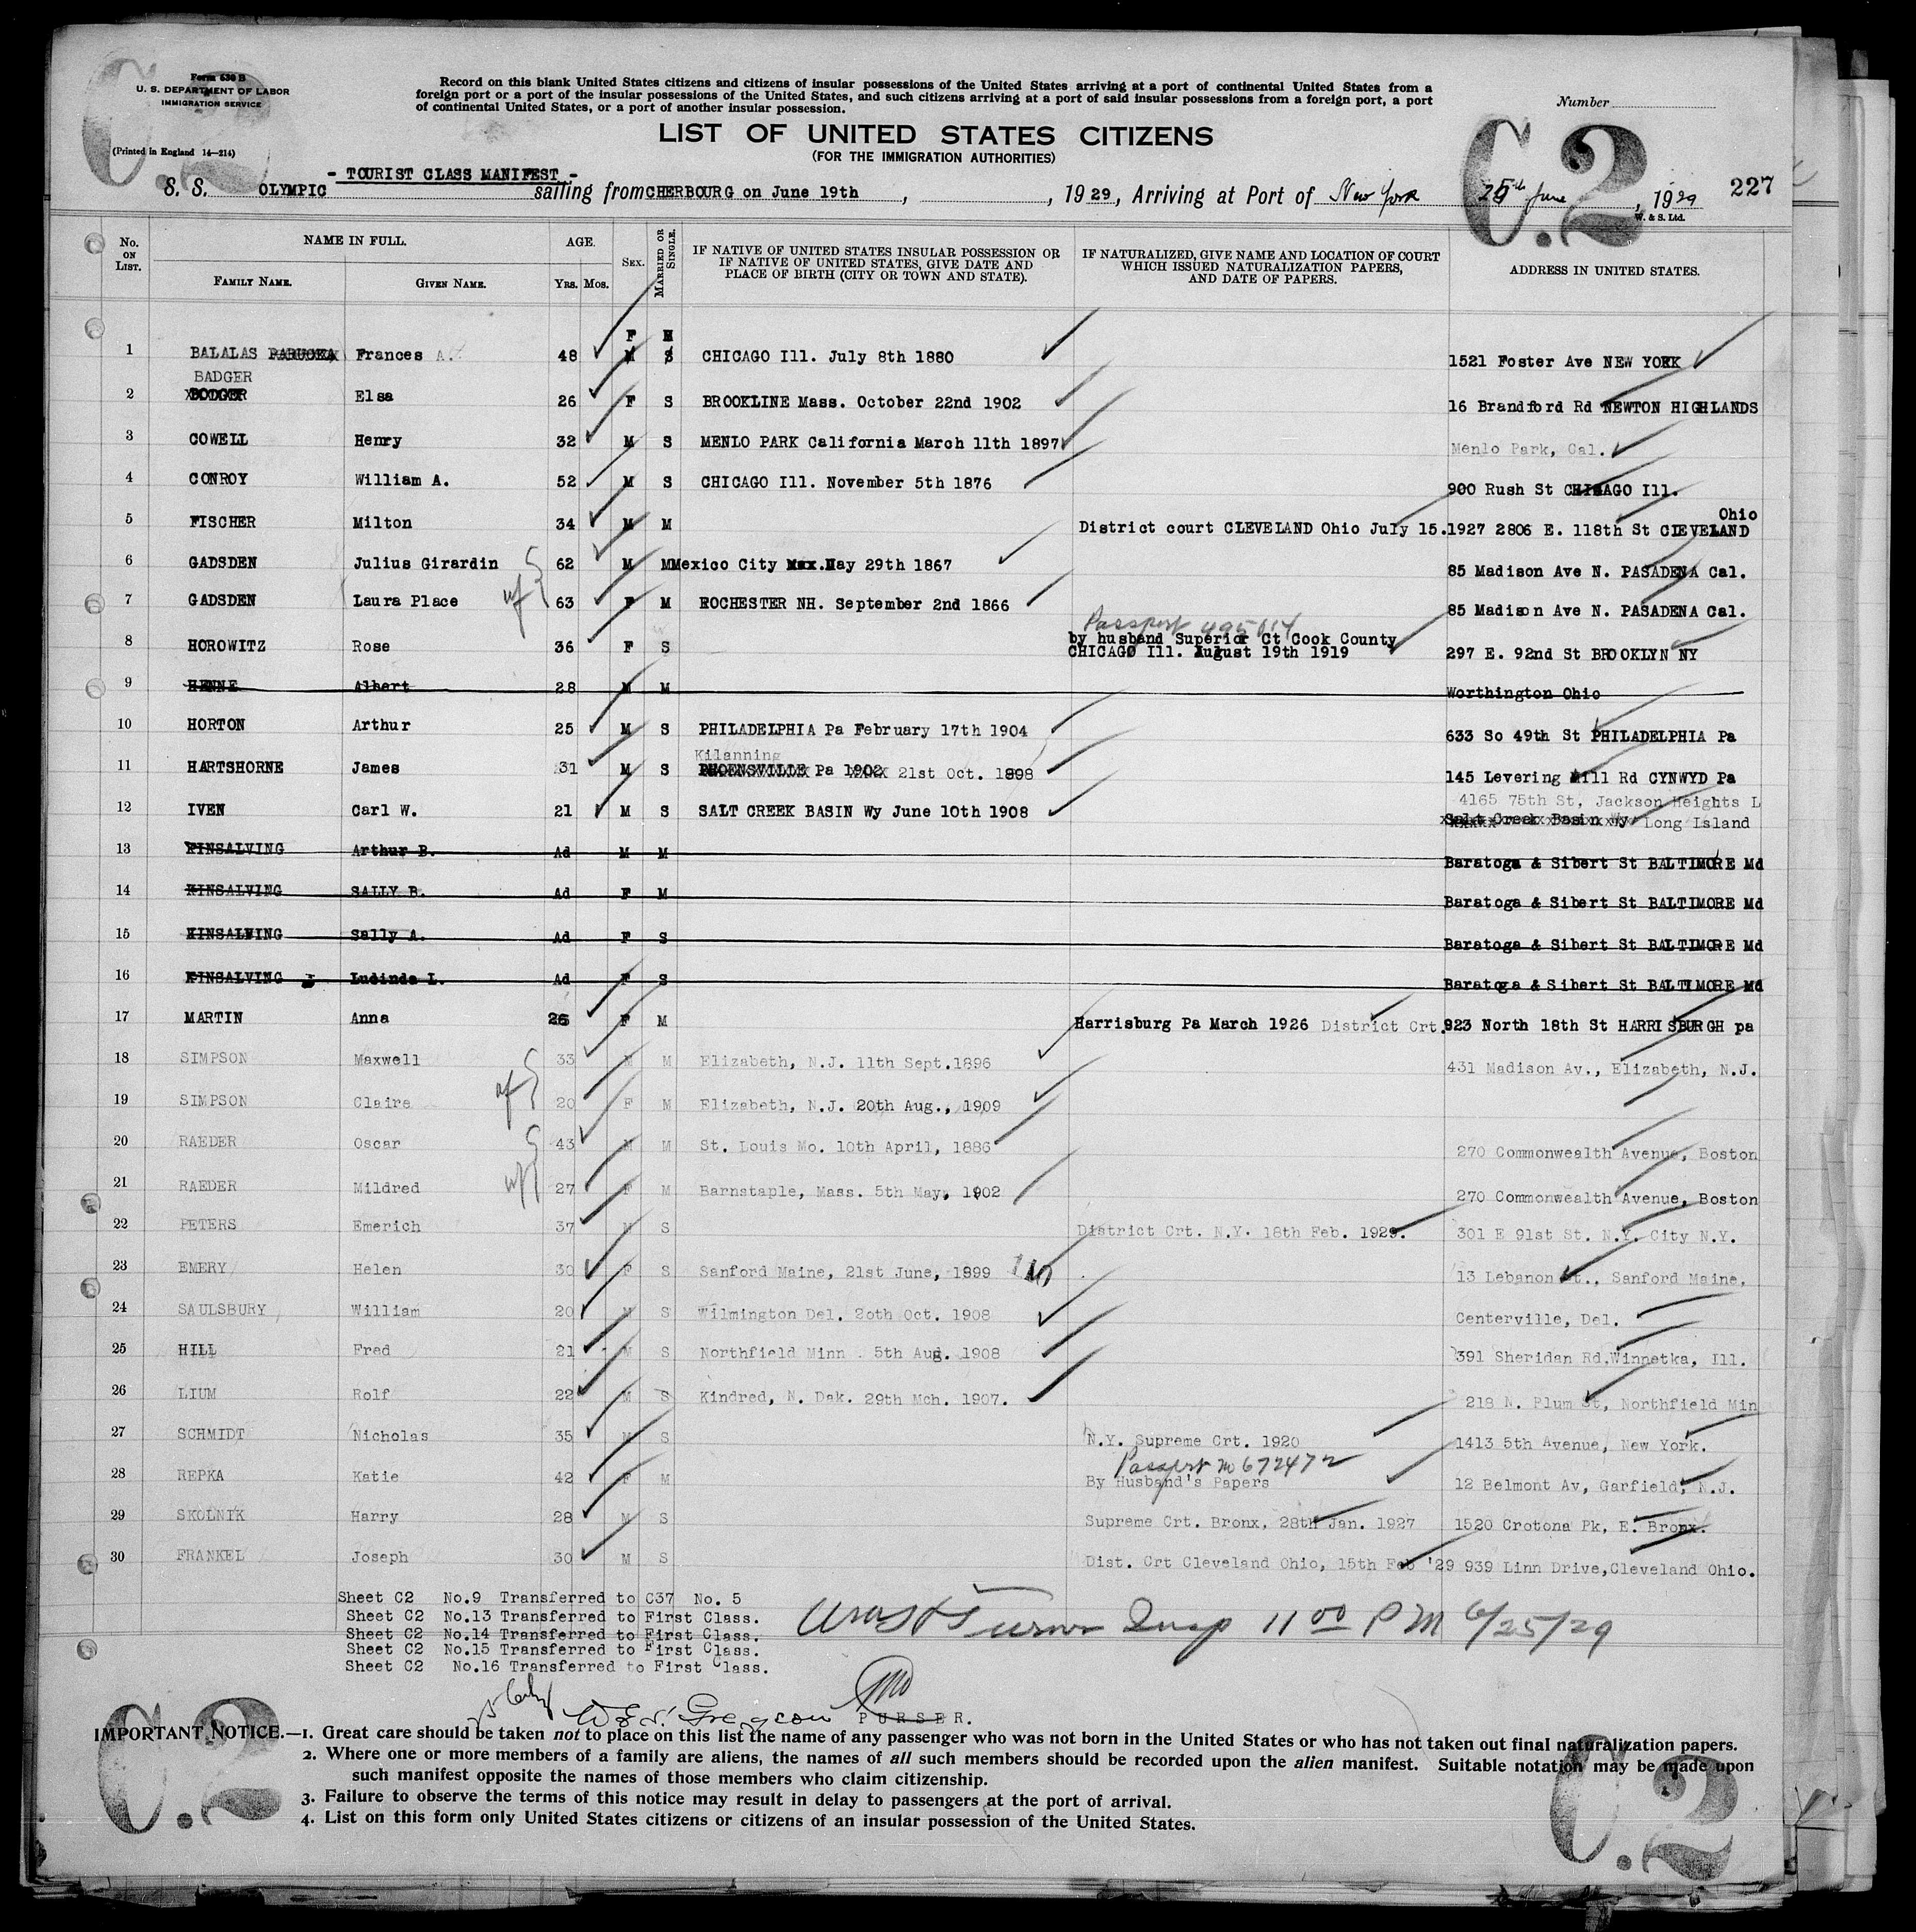 Form 630 B
U. S. DEPARTMENT OF LABOR
IMMIGRATION SERVICE
(Printed in England 14—214)
Record on this blank United States citizens and citizens of insular possessions of the United States arriving at a port of continental United States from a
foreign port or a port of the insular possessions of the United States, and such citizens arriving at a port of said insular possessions from a foreign port, a port
of continental United States, or a port of another insular possession.
Number
LIST OF UNITED STATES CITIZENS
(FOR THE IMMIGRATION AUTHORITIES)
C.2
- TOURIST CLASS MANIFEST -
S. S. OLYMPIC sailing from CHERBOURG on June 19th , , 1929, Arriving at Port of New York 25th June , 1929 227
W. & S. Ltd.
No. ON LIST. NAME IN FULL. FAMILY NAME. GIVEN NAME. AGE. YRS. MOS. SEX. MARRIED OR SINGLE. IF NATIVE OF UNITED STATES INSULAR POSSESSION OR IF NATIVE OF UNITED STATES, GIVE DATE AND PLACE OF BIRTH (CITY OR TOWN AND STATE). IF NATURALIZED, GIVE NAME AND LOCATION OF COURT WHICH ISSUED NATURALIZATION PAPERS, AND DATE OF PAPERS. ADDRESS IN UNITED STATES.
F M
1 BALALAS Frances A. 48 M S CHICAGO Ill. July 8th 1880 1521 Foster Ave NEW YORK
BADGER
2 BODGER Elsa 26 F S BROOKLINE Mass. October 22nd 1902 16 Brandford Rd NEWTON HIGHLANDS
3 COWELL Henry 32 M S MENLO PARK California March 11th 1897 Menlo Park, Cal.
4 CONROY William A. 52 M S CHICAGO Ill. November 5th 1876 900 Rush St CHICAGO Ill.
5 FISCHER Milton 34 M M District court CLEVELAND Ohio July 15.1927 2806 E. 118th St CLEVELAND Ohio
6 GADSDEN Julius Girardin 62 M M Mexico City Mex. May 29th 1867 85 Madison Ave N. PASADENA Cal.
7 GADSDEN Laura Place wf 63 F M ROCHESTER NH. September 2nd 1866 85 Madison Ave N. PASADENA Cal.
Passport 495614
8 HOROWITZ Rose 36 F S by husband Superior Ct Cook County CHICAGO Ill. August 19th 1919 297 E. 92nd St BROOKLYN NY
9 HENNE Albert 28 M M Worthington Ohio
10 HORTON Arthur 25 M S PHILADELPHIA Pa February 17th 1904 633 So 49th St PHILADELPHIA Pa
Kilanning
11 HARTSHORNE James 31 M S PHOENSVILLE Pa 1902 21st Oct. 1898 145 Levering Mill Rd CYNWYD Pa
4165 75th St, Jackson Heights L
12 IVEN Carl W. 21 M S SALT CREEK BASIN Wy June 10th 1908 Salt Creek Basin Wy Long Island
13 KINSALVING Arthur B. Ad M M Baratoga & Sibert St BALTIMORE Md
14 KINSALVING SALLY B. Ad F M Baratoga & Sibert St BALTIMORE Md
15 KINSALVING Sally A. Ad F S Baratoga & Sibert St BALTIMORE Md
16 KINSALVING Lucinda L. Ad F S Baratoga & Sibert St BALTIMORE Md
17 MARTIN Anna 26 F M Harrisburg Pa March 1926 District Crt. 923 North 18th St HARRISBURGH pa
18 SIMPSON Maxwell 33 M M Elizabeth, N.J. 11th Sept.1896 431 Madison Av., Elizabeth, N.J.
19 SIMPSON Claire wf 20 F M Elizabeth, N.J. 20th Aug., 1909
20 RAEDER Oscar 43 M M St. Louis Mo. 10th April, 1886 270 Commonwealth Avenue, Boston
21 RAEDER Mildred wf 27 F M Barnstaple, Mass. 5th May, 1902 270 Commonwealth Avenue, Boston
22 PETERS Emerich 37 M S District Crt. N.Y. 18th Feb. 1929. 301 E 91st St. N.Y. City N.Y.
23 EMERY Helen 30 F S Sanford Maine, 21st June, 1899 13 Lebanon St., Sanford Maine,
24 SAULSBURY William 20 M S Wilmington Del. 20th Oct. 1908 Centerville, Del.
25 HILL Fred 21 M S Northfield Minn . 5th Aug. 1908 391 Sheridan Rd, Winnetka, Ill.
26 LIUM Rolf 22 M S Kindred, N. Dak. 29th Mch. 1907. 218 N. Plum St, Northfield Min
27 SCHMIDT Nicholas 35 M S N.Y. Supreme Crt. 1920 1413 5th Avenue, New York.
Passport No 672472
28 REPKA Katie 42 F M By Husband's Papers 12 Belmont Av, Garfield, N.J.
29 SKOLNIK Harry 28 M S Supreme Crt. Bronx, 28th Jan. 1927 1520 Crotona Pk, E. Bronx.
30 FRANKEL Joseph 30 M S Dist. Crt Cleveland Ohio, 15th Feb '29 939 Linn Drive, Cleveland Ohio.
Sheet C2 No.9 Transferred to C37 No. 5
Sheet C2 No.13 Transferred to First Class.
Sheet C2 No.14 Transferred to First Class.
Sheet C2 No.15 Transferred to First Class.
Sheet C2 No.16 Transferred to First Class.
Turner Insp 11 00 PM 6/25/29
PURSER.
IMPORTANT NOTICE.—1. Great care should be taken not to place on this list the name of any passenger who was not born in the United States or who has not taken out final naturalization papers.
2. Where one or more members of a family are aliens, the names of all such members should be recorded upon the alien manifest. Suitable notation may be made upon
such manifest opposite the names of those members who claim citizenship.
3. Failure to observe the terms of this notice may result in delay to passengers at the port of arrival.
4. List on this form only United States citizens or citizens of an insular possession of the United States.
C.2
C.2